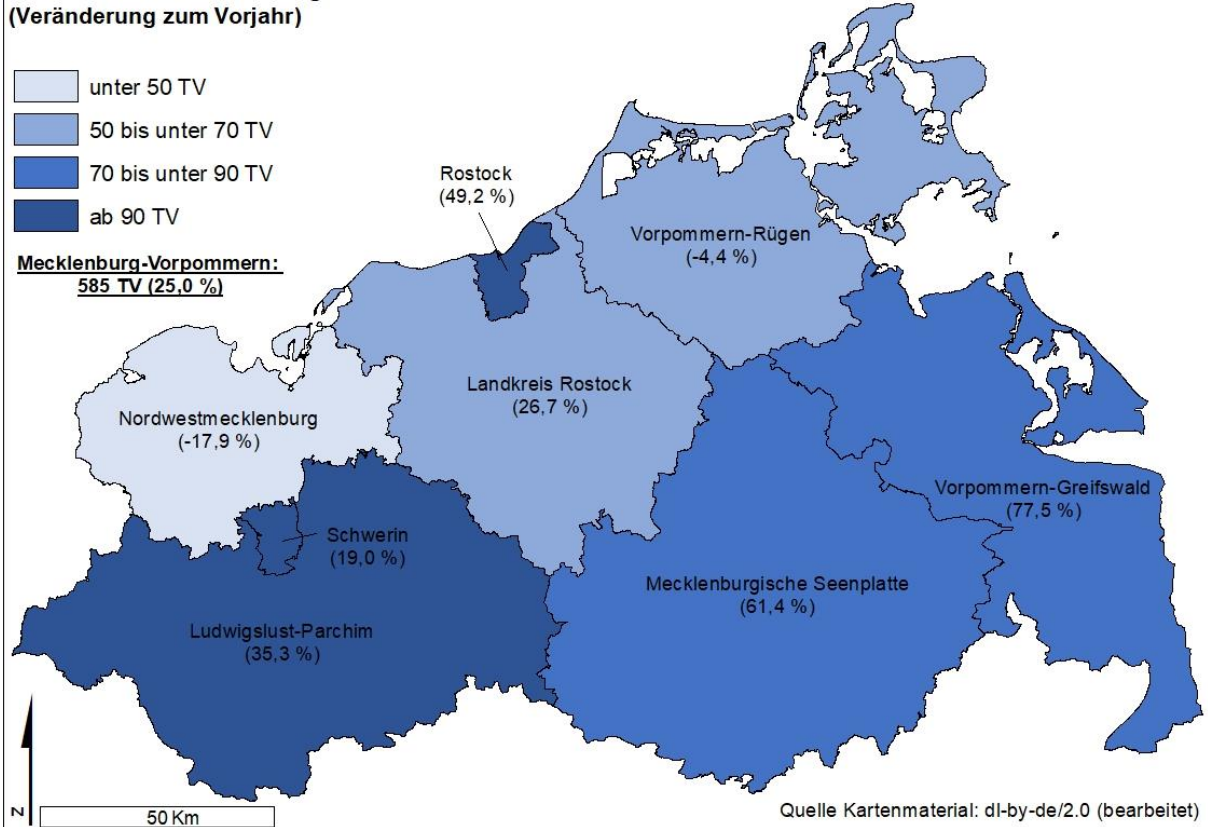 (Veränderung zum Vorjahr)
unter 50 TV
50 bis unter 70 TV
70 bis unter 90 TV
ab 90 TV
Mecklenburg-Vorpommern:
585 TV (25,0 %)
Rostock
(49,2 %)
Vorpommern-Rügen
(-4,4 %)
Landkreis Rostock
(26,7 %)
Nordwestmecklenburg
(-17,9 %)
Vorpommern-Greifswald
(77,5 %)
Schwerin
(19,0 %)
Mecklenburgische Seenplatte
(61,4 %)
Ludwigslust-Parchim
(35,3 %)
N
50 Km
Quelle Kartenmaterial: dl-by-de/2.0 (bearbeitet)